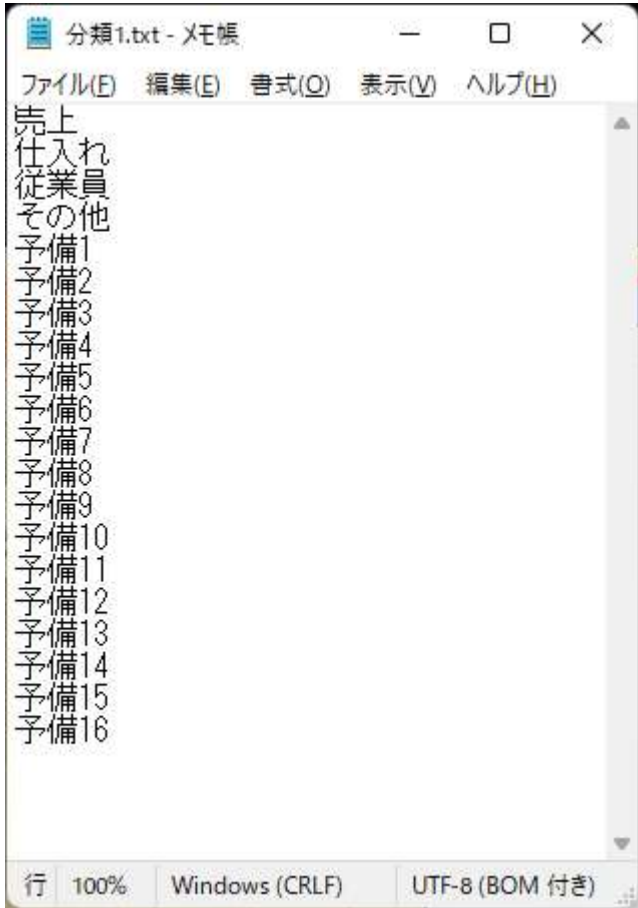 分類1.txt - メモ帳
ファイル(F) 編集(E) 書式(O) 表示(V) ヘルプ(H)
売上
仕入れ
従業員
その他
予備1
予備2
予備3
予備4
予備5
予備6
予備7
予備8
予備9
予備10
予備11
予備12
予備13
予備14
予備15
予備16
行 100% Windows (CRLF) UTF-8 (BOM 付き)